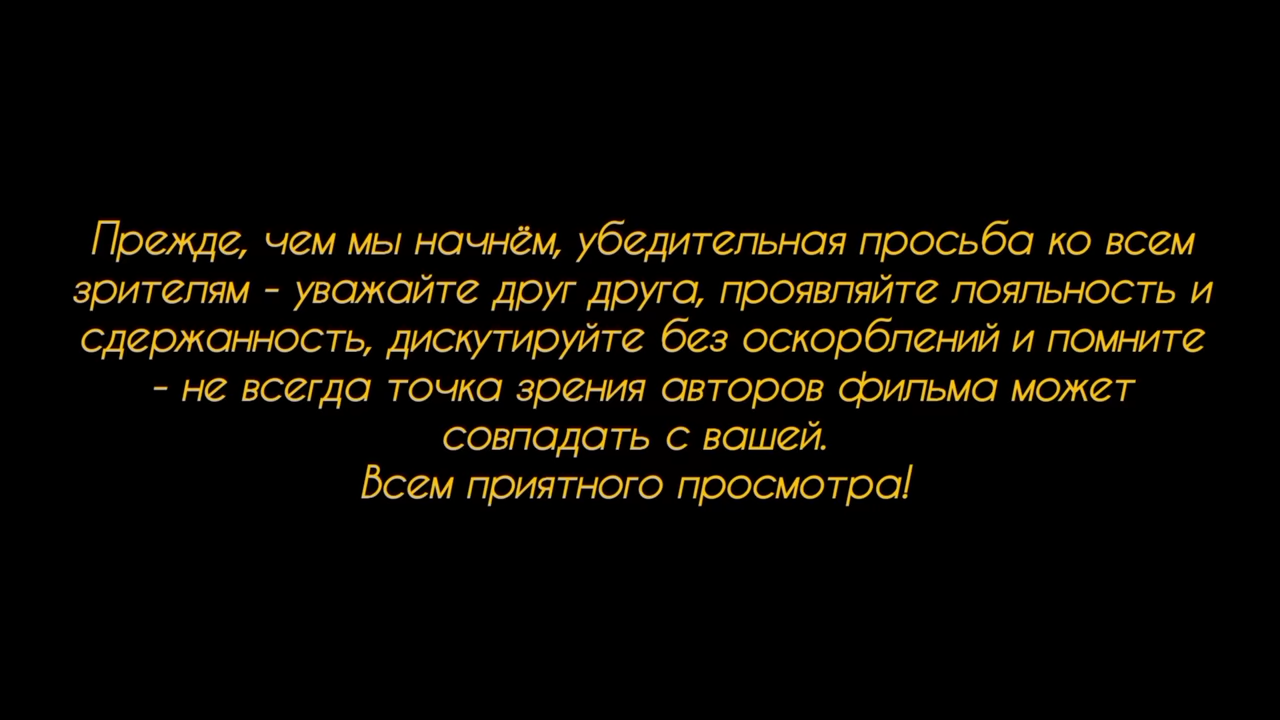 Прежде, чем мы начнём, убедительная просьба ко всем
зрителям - уважайте друг друга, проявляйте лояльность и
сдержанность, дискутируйте без оскорблений и помните
- не всегда точка зрения авторов фильма может
совпадать с вашей.
Всем приятного просмотра!